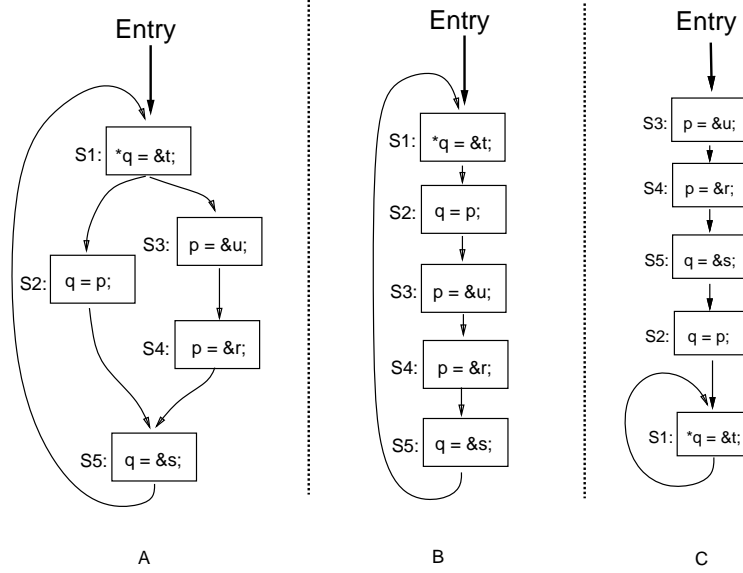 Entry
S1: *q = &t;
S3: p = &u;
S2: q = p;
S4: p = &r;
S5: q = &s;
A
Entry
S1: *q = &t;
S2: q = p;
S3: p = &u;
S4: p = &r;
S5: q = &s;
B
Entry
S3: p = &u;
S4: p = &r;
S5: q = &s;
S2: q = p;
S1: *q = &t;
C